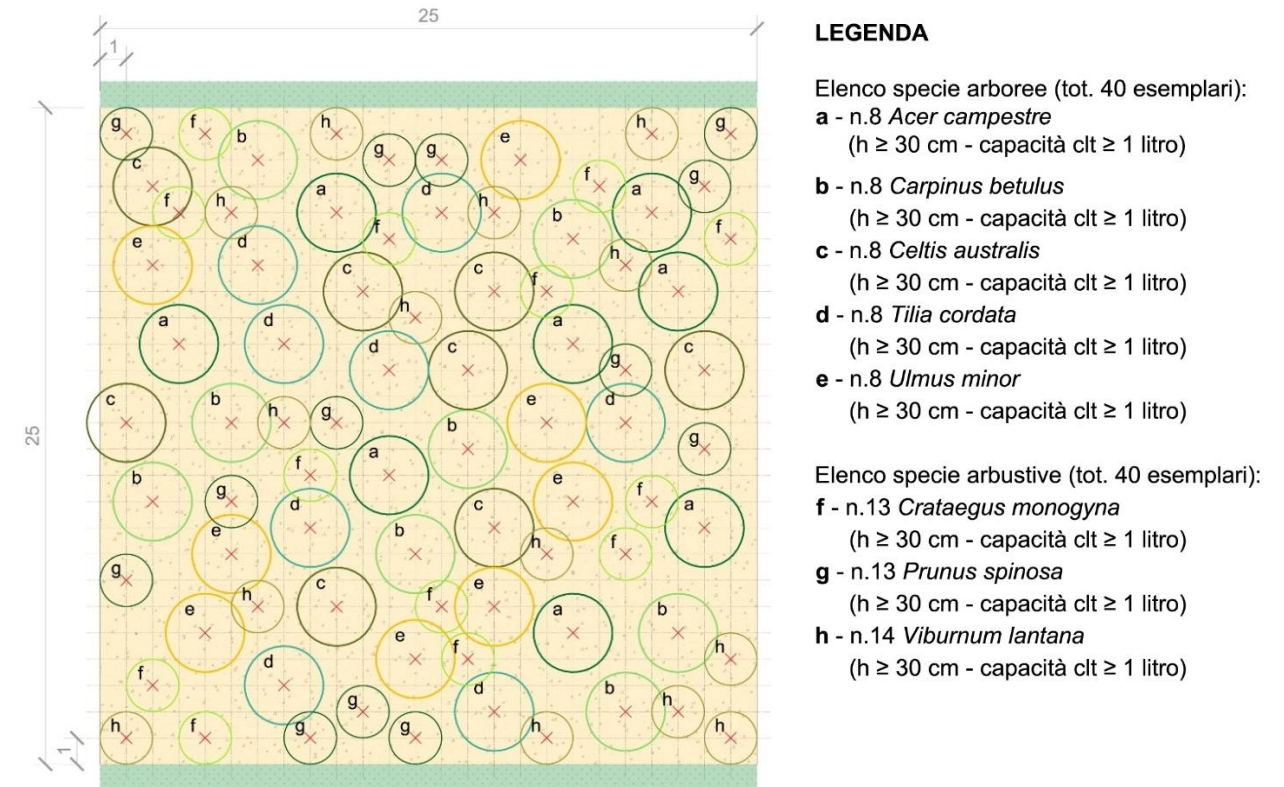 25
1
g
f
h
h
g
b
e
g
g
c
f
g
a
d
a
f
h
h
b
f
f
e
d
h
c
c
f
a
h
a
d
a
d
c
g
c
c
b
h
g
e
d
b
g
25
a
f
b
g
e
f
a
d
c
e
b
h
f
g
h
c
f
e
e
a
b
e
f
h
d
f
d
b
h
g
h
f
g
g
h
h
1
LEGENDA
Elenco specie arboree (tot. 40 esemplari):
a - n.8 Acer campestre
(h ≥ 30 cm - capacità clt ≥ 1 litro)
b - n.8 Carpinus betulus
(h ≥ 30 cm - capacità clt ≥ 1 litro)
c - n.8 Celtis australis
(h ≥ 30 cm - capacità clt ≥ 1 litro)
d - n.8 Tilia cordata
(h ≥ 30 cm - capacità clt ≥ 1 litro)
e - n.8 Ulmus minor
(h ≥ 30 cm - capacità clt ≥ 1 litro)
Elenco specie arbustive (tot. 40 esemplari):
f - n.13 Crataegus monogyna
(h ≥ 30 cm - capacità clt ≥ 1 litro)
g - n.13 Prunus spinosa
(h ≥ 30 cm - capacità clt ≥ 1 litro)
h - n.14 Viburnum lantana
(h ≥ 30 cm - capacità clt ≥ 1 litro)